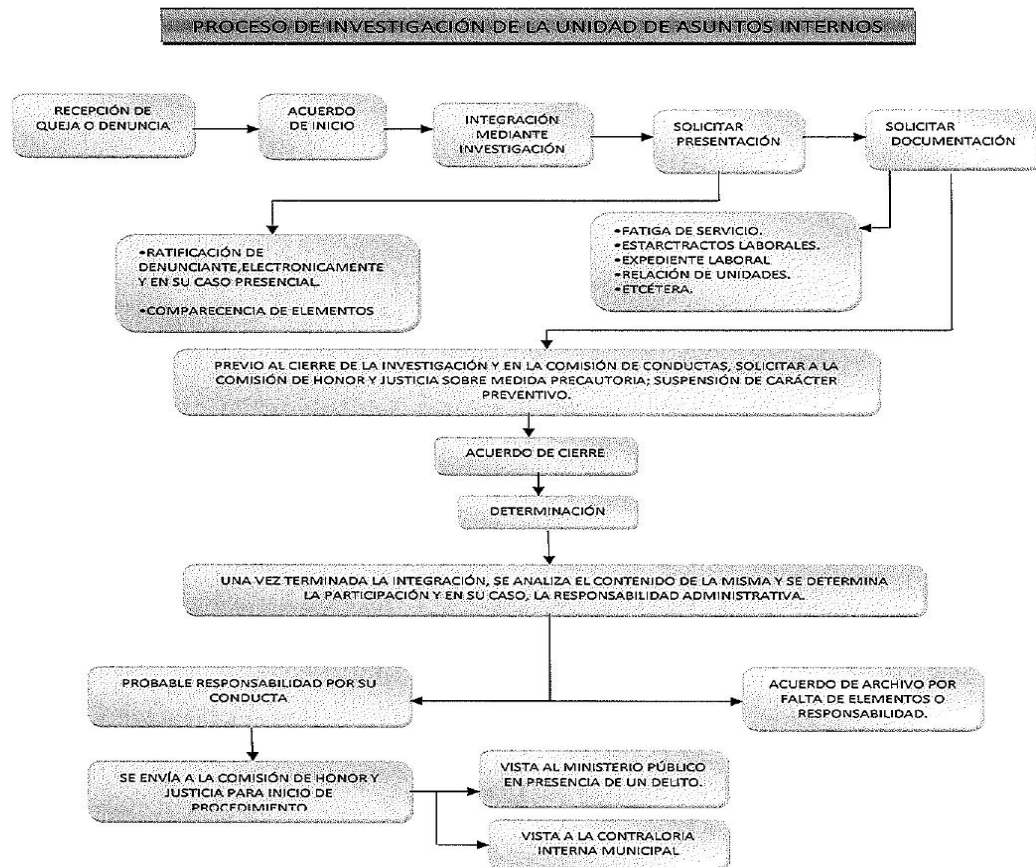 PROCESO DE INVESTIGACIÓN DE LA UNIDAD DE ASUNTOS INTERNOS
RECEPCIÓN DE
QUEJA O DENUNCIA
ACUERDO
DE INICIO
INTEGRACIÓN
MEDIANTE
INVESTIGACIÓN
SOLICITAR
PRESENTACIÓN
SOLICITAR
DOCUMENTACIÓN
•RATIFICACIÓN DE
DENUNCIANTE,ELECTRONICAMENTE
Y EN SU CASO PRESENCIAL.
•COMPARECENCIA DE ELEMENTOS
•FATIGA DE SERVICIO.
•ESTARCTRACTOS LABORALES.
•EXPEDIENTE LABORAL
•RELACIÓN DE UNIDADES.
•ETCÉTERA.
PREVIO AL CIERRE DE LA INVESTIGACIÓN Y EN LA COMISIÓN DE CONDUCTAS, SOLICITAR A LA
COMISIÓN DE HONOR Y JUSTICIA SOBRE MEDIDA PRECAUTORIA; SUSPENSIÓN DE CARÁCTER
PREVENTIVO.
ACUERDO DE CIERRE
DETERMINACIÓN
UNA VEZ TERMINADA LA INTEGRACIÓN, SE ANALIZA EL CONTENIDO DE LA MISMA Y SE DETERMINA
LA PARTICIPACIÓN Y EN SU CASO, LA RESPONSABILIDAD ADMINISTRATIVA.
PROBABLE RESPONSABILIDAD POR SU
CONDUCTA
ACUERDO DE ARCHIVO POR
FALTA DE ELEMENTOS O
RESPONSABILIDAD.
SE ENVÍA A LA COMISIÓN DE HONOR Y
JUSTICIA PARA INICIO DE
PROCEDIMIENTO
VISTA AL MINISTERIO PÚBLICO
EN PRESENCIA DE UN DELITO.
VISTA A LA CONTRALORIA
INTERNA MUNICIPAL